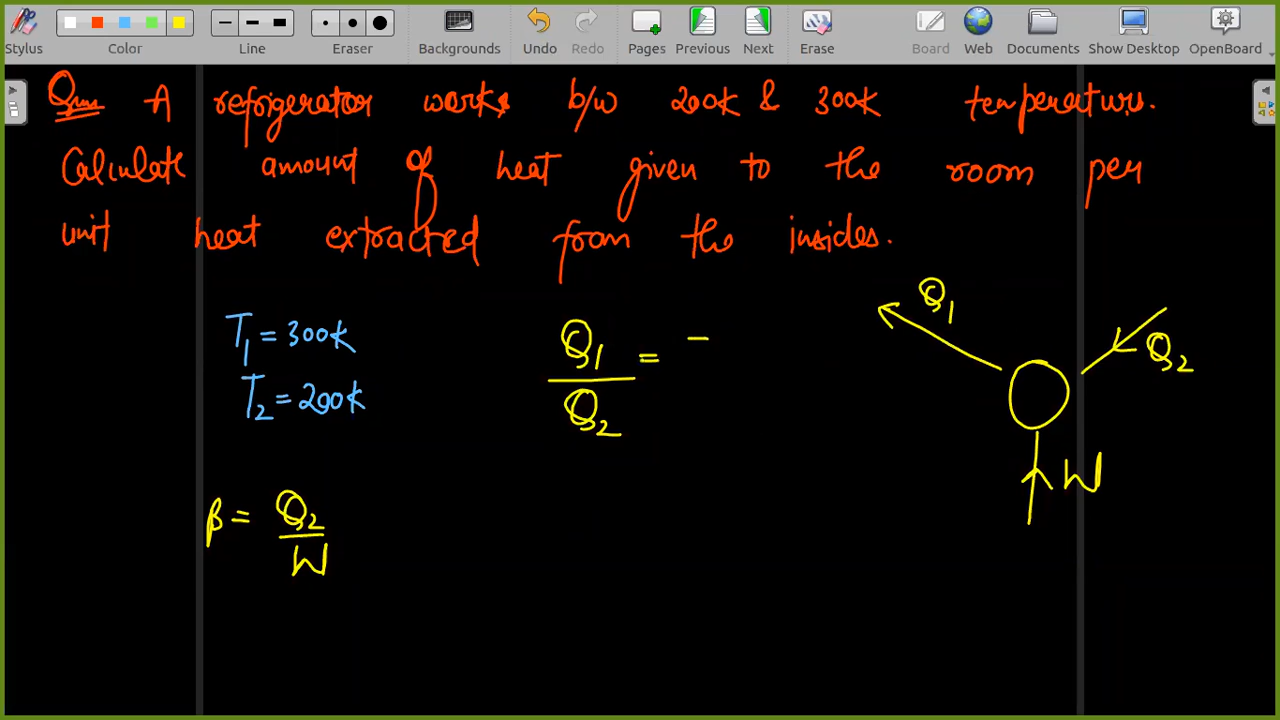 Stylus Color Line Eraser Backgrounds Undo Redo Pages Previous Next Erase Board Web Documents Show Desktop OpenBoard
Qus A refrigerator works b/w 200K & 300K temperature.
Calculate amount of heat given to the room per
unit heat extracted from the insides.
T₁ = 300K
T₂ = 200K
Q₁/Q₂ =
Q₁
Q₂
W
β = Q₂/W